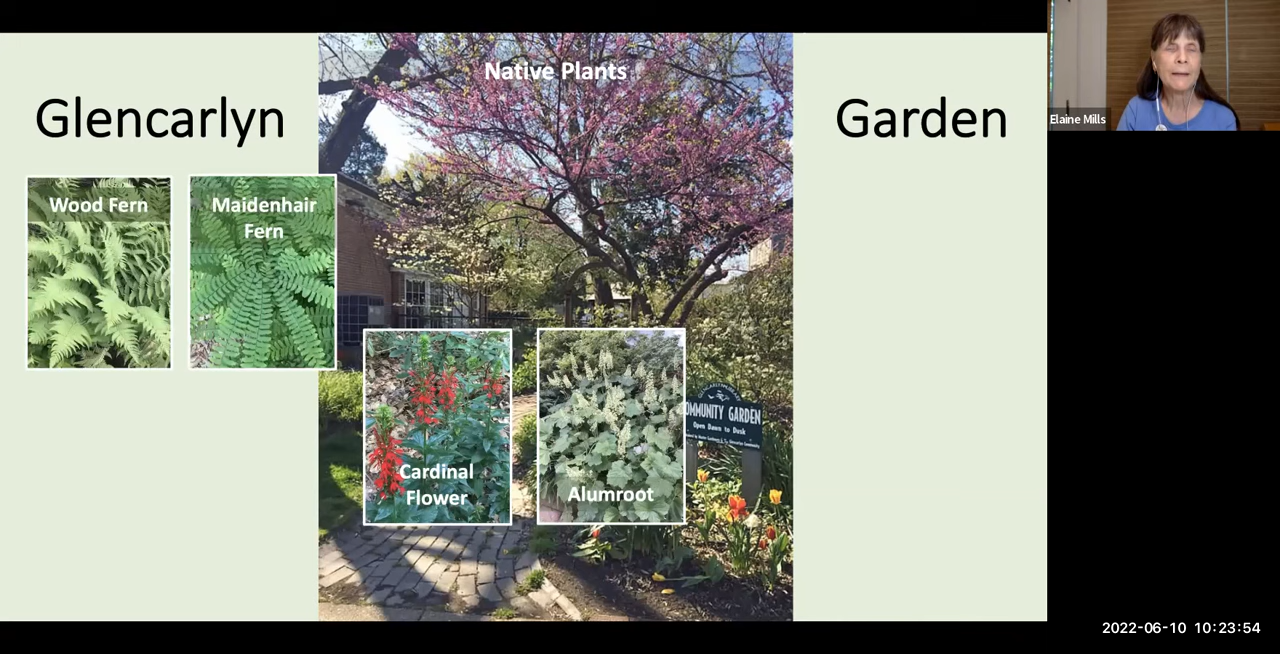 Native Plants
Glencarlyn
Garden
Wood Fern
Maidenhair
Fern
Cardinal
Flower
Alumroot
COMMUNITY GARDEN
Open Dawn to Dusk
Elaine Mills
2022-06-10 10:23:54